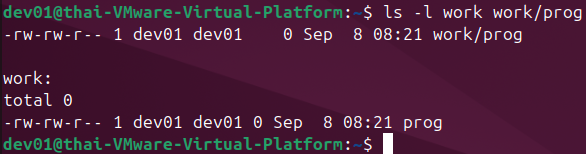 dev01@thai-VMware-Virtual-Platform:~$ ls -l work work/prog
-rw-rw-r-- 1 dev01 dev01    0 Sep  8 08:21 work/prog

work:
total 0
-rw-rw-r-- 1 dev01 dev01 0 Sep  8 08:21 prog
dev01@thai-VMware-Virtual-Platform:~$